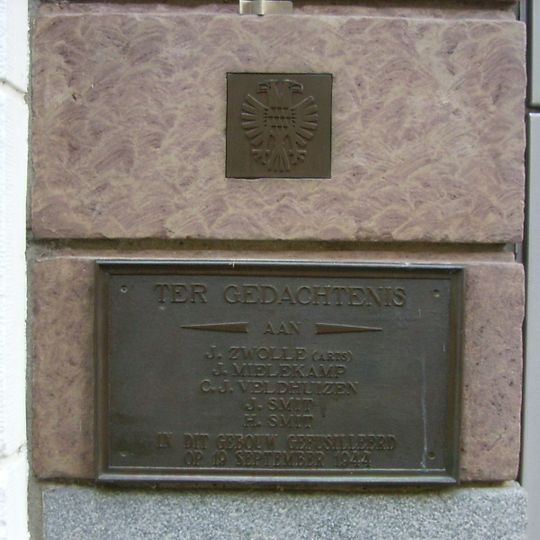 TER GEDACHTENIS
AAN
J. ZWOLLE (ARTS)
J. MIELEKAMP
C. J. VELDHUIZEN
J. SMIT
H. SMIT
IN DIT GEBOUW GEFUSILLEERD
OP 19 SEPTEMBER 1944